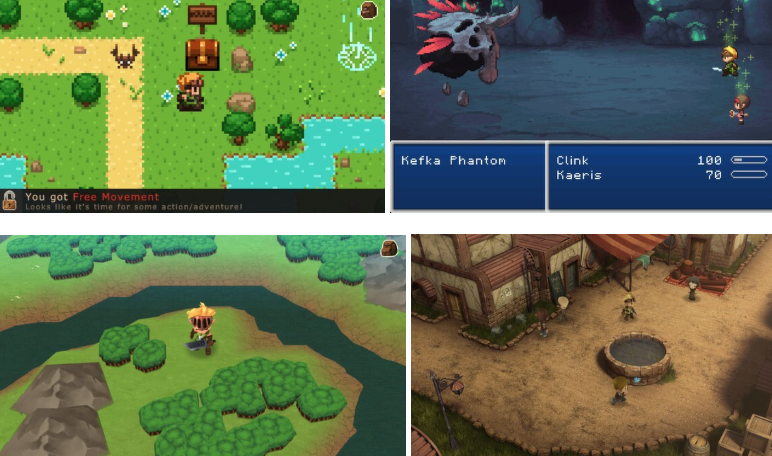 You got Free Movement
Looks like it's time for some action/adventure!
Kefka Phantom
Clink 100
Kaeris 70